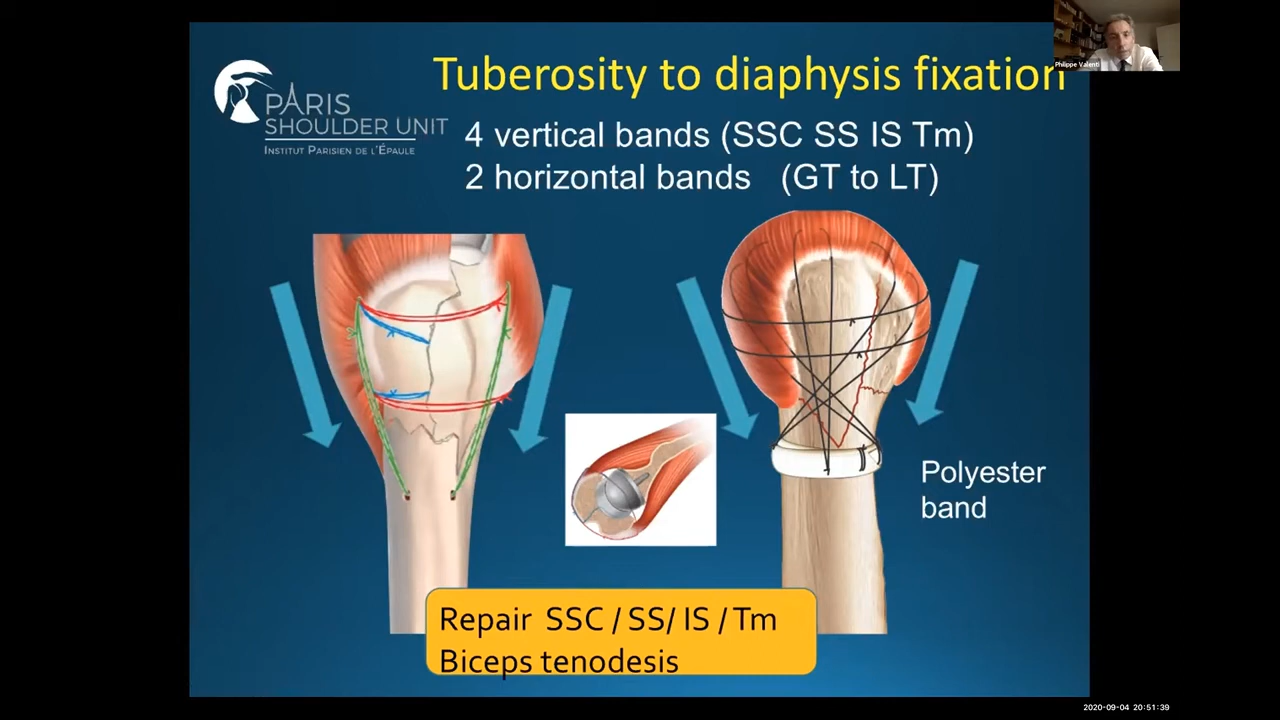 Tuberosity to diaphysis fixation
Philippe Valenti
PARIS
SHOULDER UNIT
INSTITUT PARISIEN DE L'ÉPAULE
4 vertical bands (SSC SS IS Tm)
2 horizontal bands (GT to LT)
Polyester
band
Repair SSC / SS/ IS / Tm
Biceps tenodesis
2020-09-04 20:51:39